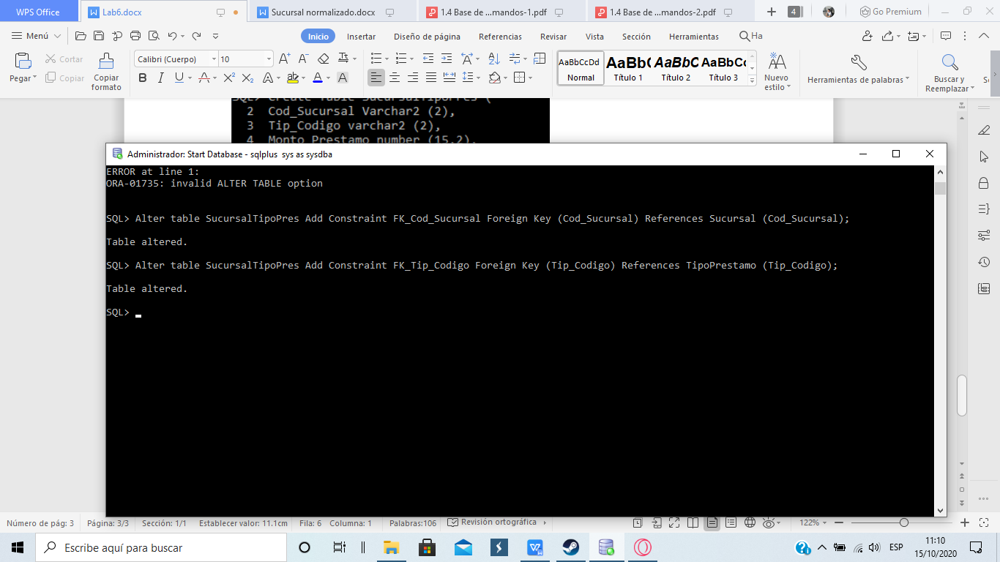 WPS Office
Lab6.docx
Sucursal normalizado.docx
1.4 Base de ...mandos-1.pdf
1.4 Base de ...mandos-2.pdf
4
Go Premium
Menú
Inicio
Insertar
Diseño de página
Referencias
Revisar
Vista
Sección
Herramientas
Ha
Pegar
Cortar
Copiar
Copiar formato
Calibri (Cuerpo)
10
AaBbCcDd
Normal
AaBb(
Título 1
AaBbC
Título 2
AaBbC(
Título 3
Nuevo estilo
Herramientas de palabras
Buscar y Reemplazar
SQL> Create Table SucursalTipoPres (
2 Cod_Sucursal Varchar2 (2),
3 Tip_Codigo varchar2 (2),
4 Monto_Prestamo number (15,2),
Administrador: Start Database - sqlplus sys as sysdba
ERROR at line 1:
ORA-01735: invalid ALTER TABLE option
SQL> Alter table SucursalTipoPres Add Constraint FK_Cod_Sucursal Foreign Key (Cod_Sucursal) References Sucursal (Cod_Sucursal);
Table altered.
SQL> Alter table SucursalTipoPres Add Constraint FK_Tip_Codigo Foreign Key (Tip_Codigo) References TipoPrestamo (Tip_Codigo);
Table altered.
SQL>
Número de pág: 3
Página: 3/3
Sección: 1/1
Establecer valor: 11.1cm
Fila: 6
Columna: 1
Palabras:106
Revisión ortográfica
122%
Escribe aquí para buscar
ESP
11:10
15/10/2020